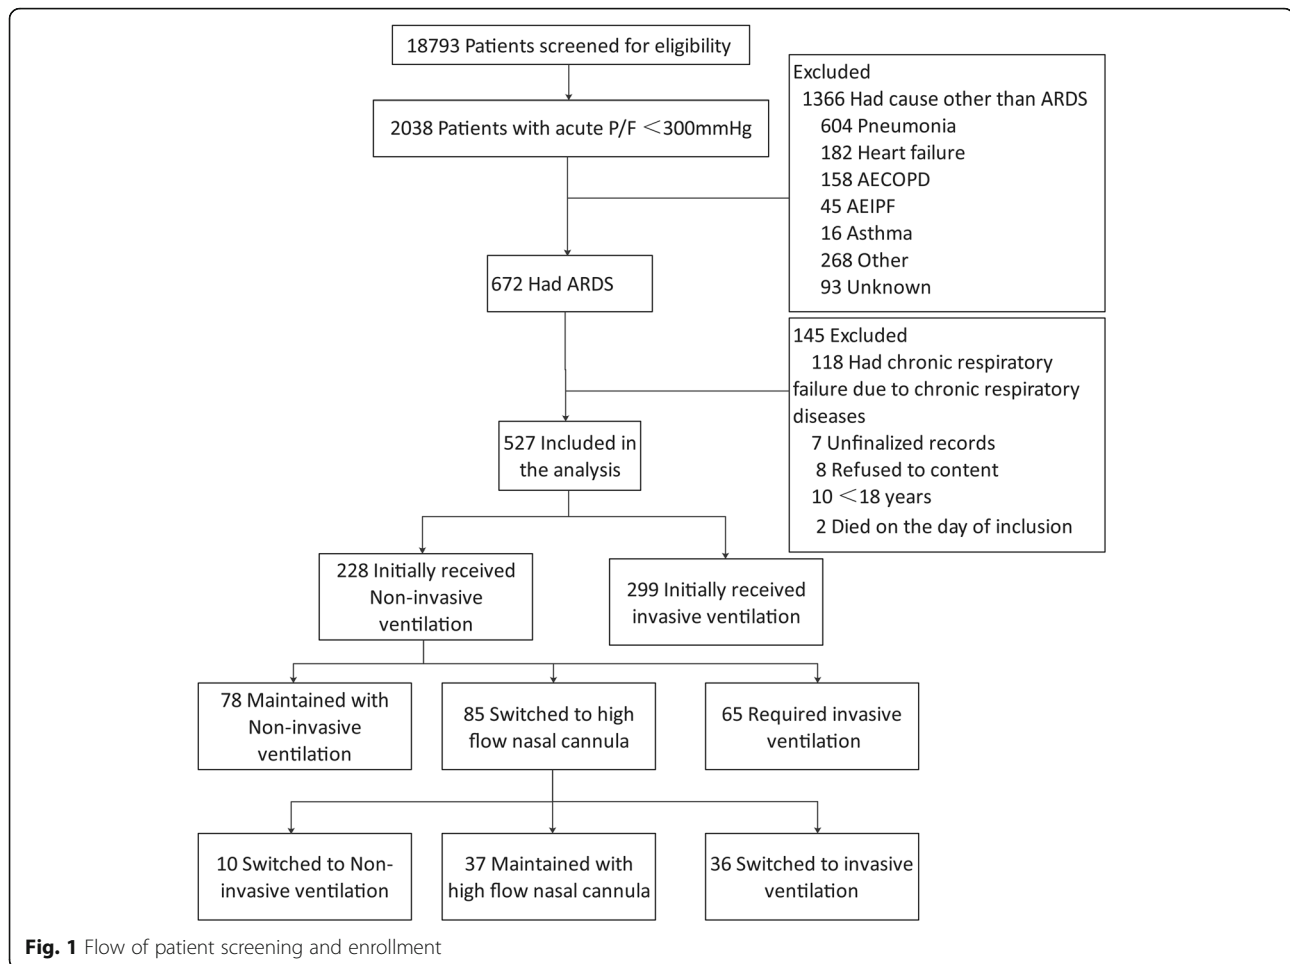 18793 Patients screened for eligibility
2038 Patients with acute P/F <300mmHg
Excluded
1366 Had cause other than ARDS
604 Pneumonia
182 Heart failure
158 AECOPD
45 AEIPF
16 Asthma
268 Other
93 Unknown
672 Had ARDS
145 Excluded
118 Had chronic respiratory
failure due to chronic respiratory
diseases
7 Unfinalized records
8 Refused to content
10 <18 years
2 Died on the day of inclusion
527 Included in
the analysis
228 Initially received
Non-invasive
ventilation
299 Initially received
invasive ventilation
78 Maintained with
Non-invasive
ventilation
85 Switched to high
flow nasal cannula
65 Required invasive
ventilation
10 Switched to Non-
invasive ventilation
37 Maintained with
high flow nasal cannula
36 Switched to invasive
ventilation
Fig. 1 Flow of patient screening and enrollment